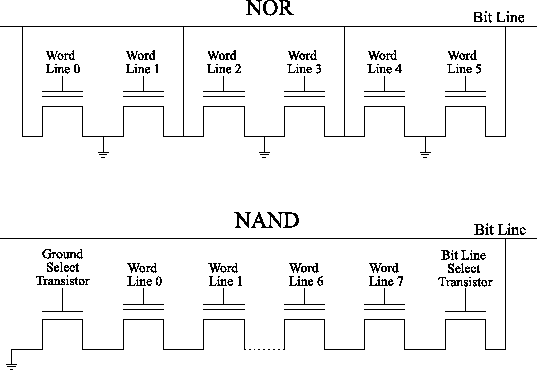 NOR
Bit Line
Word Line 0
Word Line 1
Word Line 2
Word Line 3
Word Line 4
Word Line 5
NAND
Bit Line
Ground Select Transistor
Word Line 0
Word Line 1
Word Line 6
Word Line 7
Bit Line Select Transistor